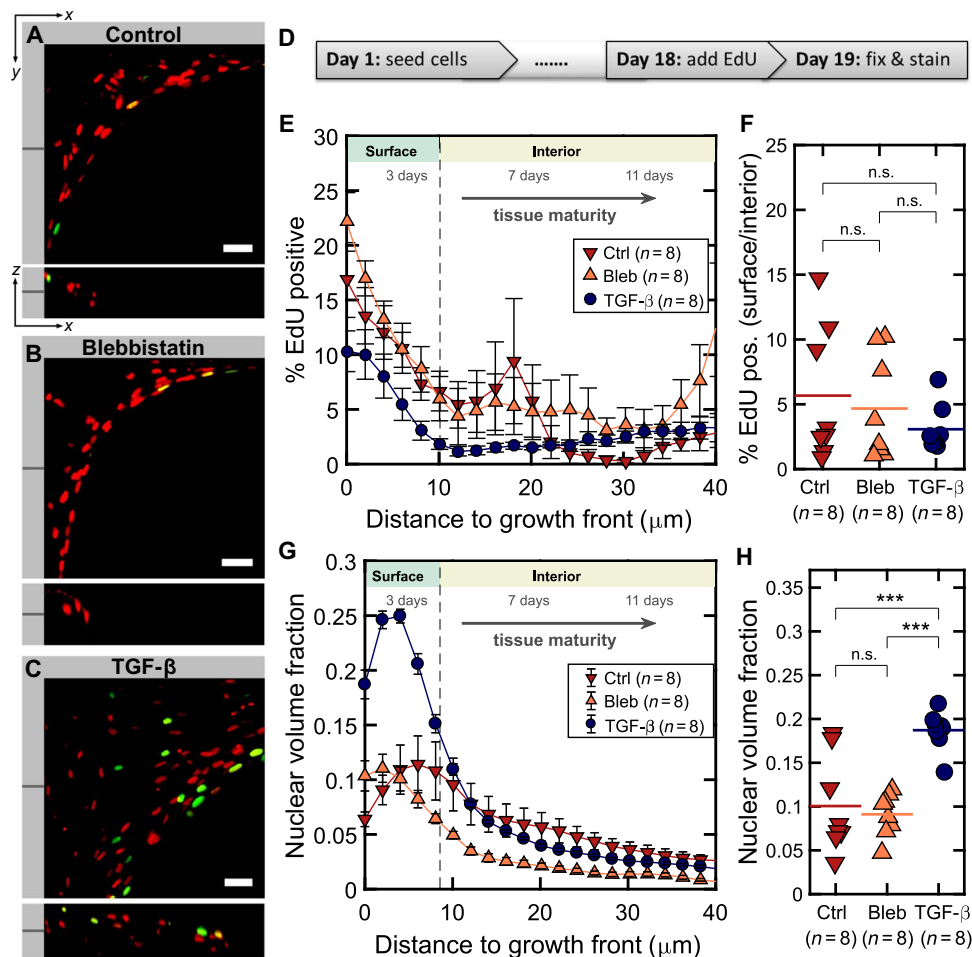 x
y
A
Control
z
x
B
Blebbistatin
C
TGF-β
D
Day 1: seed cells
.......
Day 18: add EdU
Day 19: fix & stain
E
% EdU positive
30
25
20
15
10
5
0
Surface
Interior
3 days
7 days
11 days
tissue maturity
Ctrl (n=8)
Bleb (n=8)
TGF-β (n=8)
0 10 20 30 40
Distance to growth front (μm)
F
% EdU pos. (surface/interior)
25
20
15
10
5
0
n.s.
n.s.
n.s.
Ctrl Bleb TGF-β
(n=8) (n=8) (n=8)
G
Nuclear volume fraction
0.3
0.25
0.20
0.15
0.10
0.05
0
Surface
Interior
3 days
7 days
11 days
tissue maturity
Ctrl (n=8)
Bleb (n=8)
TGF-β (n=8)
0 10 20 30 40
Distance to growth front (μm)
H
Nuclear volume fraction
0.35
0.30
0.25
0.20
0.15
0.10
0.05
0
***
***
n.s.
Ctrl Bleb TGF-β
(n=8) (n=8) (n=8)